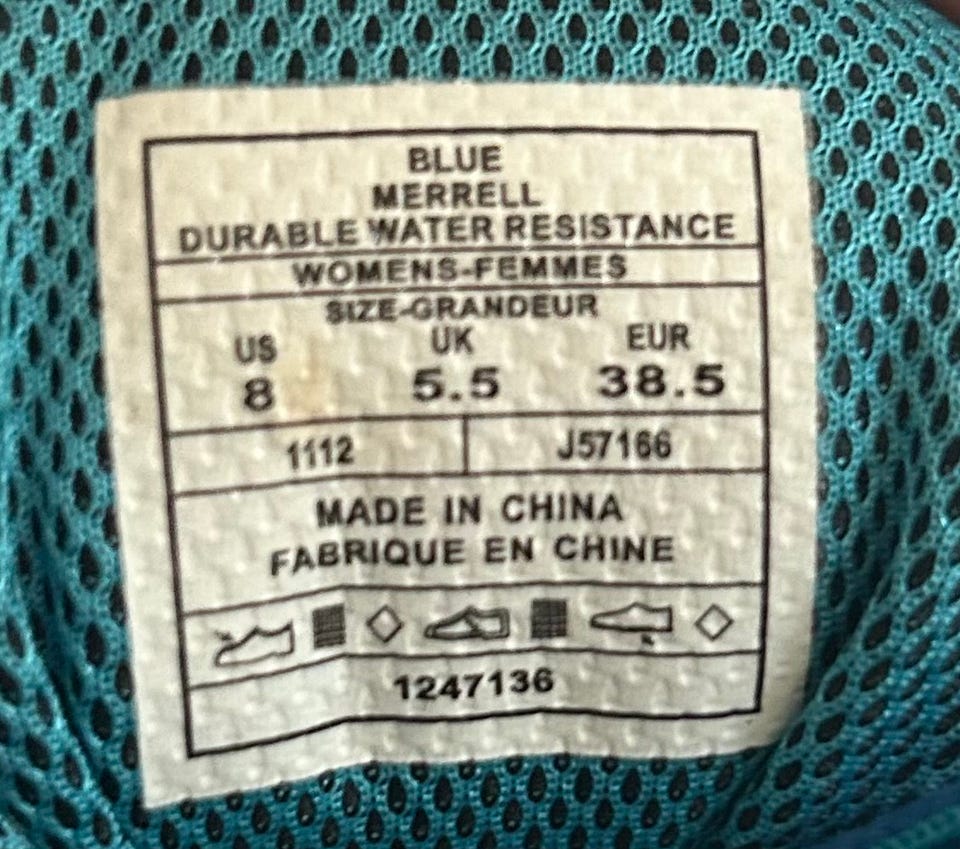 BLUE
MERRELL
DURABLE WATER RESISTANCE
WOMENS-FEMMES
SIZE-GRANDEUR
US UK EUR
8 5.5 38.5
1112 J57166
MADE IN CHINA
FABRIQUE EN CHINE
1247136